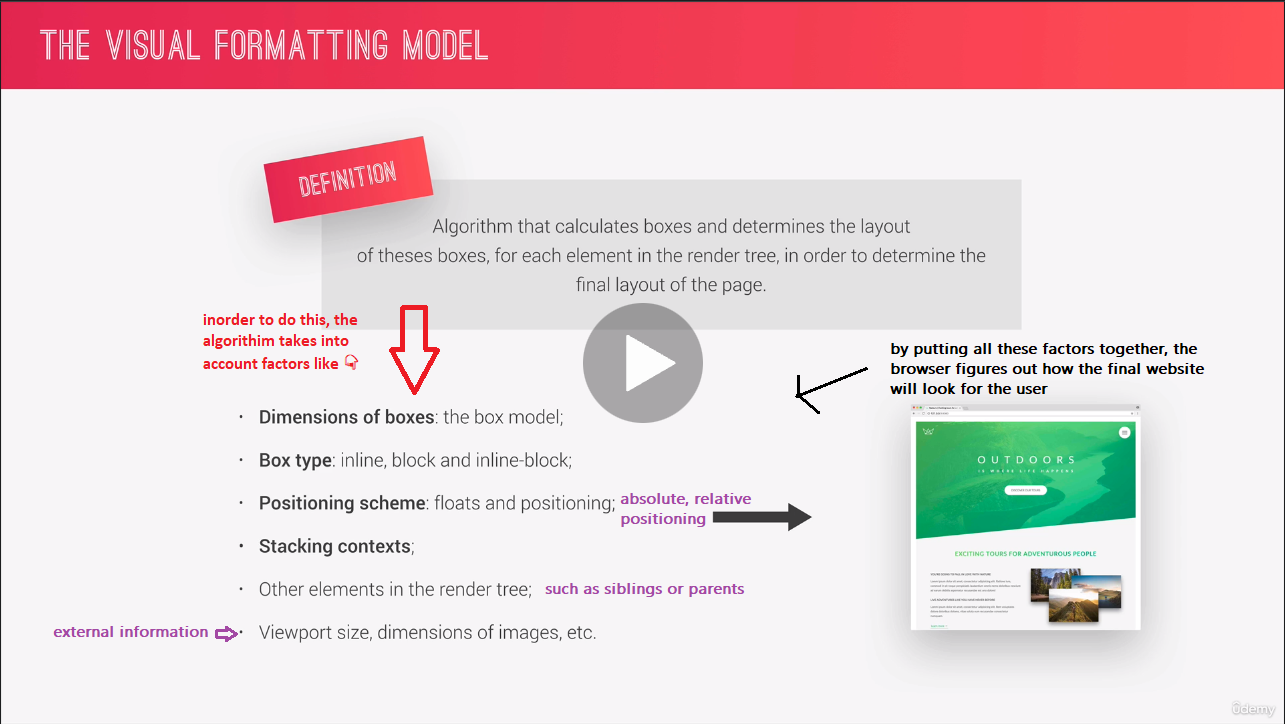 THE VISUAL FORMATTING MODEL
DEFINITION
Algorithm that calculates boxes and determines the layout
of theses boxes, for each element in the render tree, in order to determine the
final layout of the page.
inorder to do this, the
algorithim takes into
account factors like
by putting all these factors together, the
browser figures out how the final website
will look for the user
• Dimensions of boxes: the box model;
• Box type: inline, block and inline-block;
• Positioning scheme: floats and positioning;
absolute, relative
positioning
• Stacking contexts;
• Other elements in the render tree;
such as siblings or parents
external information
• Viewport size, dimensions of images, etc.
OUTDOORS
IS WHERE LIFE HAPPENS
EXCITING TOURS FOR ADVENTUROUS PEOPLE
ûdemy